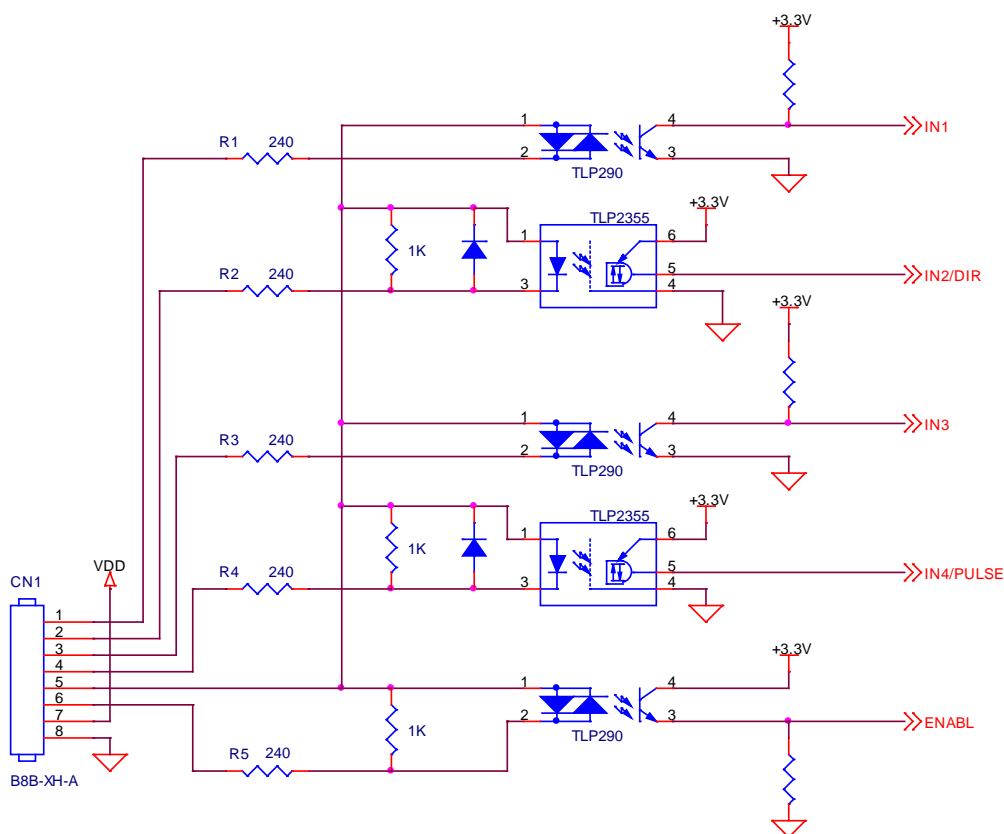 +3.3V
1
4
R1 240
IN1
2
3
TLP290
+3.3V
TLP2355
1
6
1K
R2 240
5
IN2/DIR
3
4
+3.3V
1
4
IN3
R3 240
2
3
TLP290
+3.3V
TLP2355
1
6
1K
VDD
R4 240
5
IN4/PULSE
CN1
3
4
1
2
3
4
5
6
7
8
B8B-XH-A
+3.3V
1
4
2
3
ENABL
1K
TLP290
R5 240